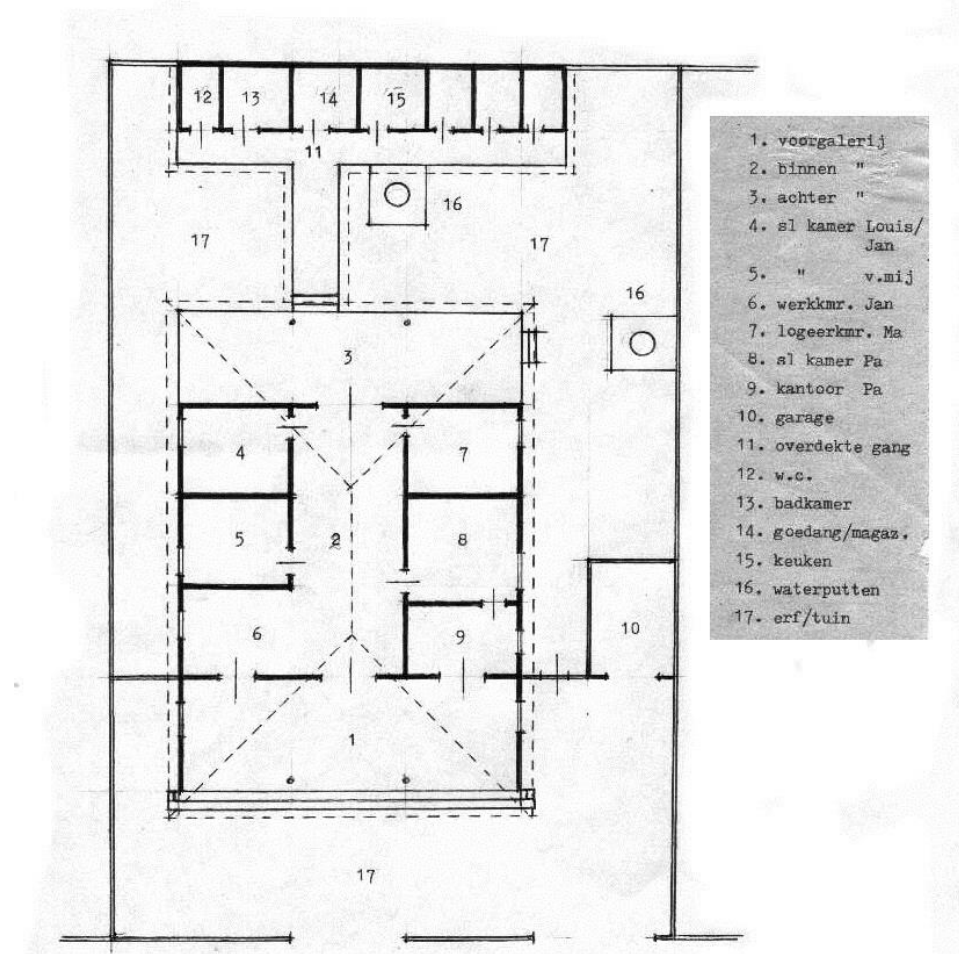 12 13 14 15
11
16
17 17
16
3
4 7
5 2 8
6 9 10
1
17
1. voorgalerij
2. binnen "
3. achter "
4. sl kamer Louis/
Jan
5. " v.mij
6. werkkmr. Jan
7. logeerkmr. Ma
8. sl kamer Pa
9. kantoor Pa
10. garage
11. overdekte gang
12. w.c.
13. badkamer
14. goedang/magaz.
15. keuken
16. waterputten
17. erf/tuin